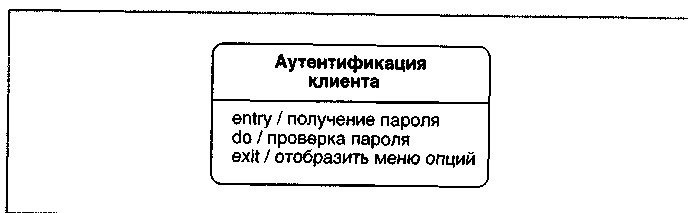 Аутентификация
клиента
entry / получение пароля
do / проверка пароля
exit / отобразить меню опций